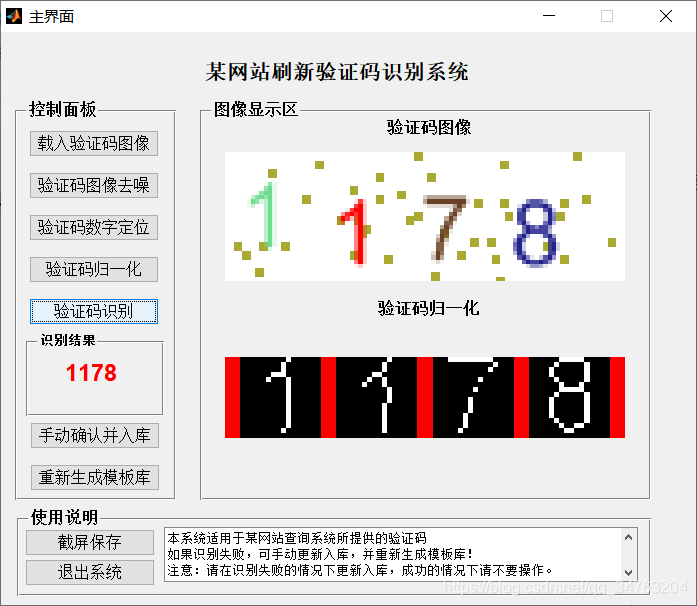 主界面
某网站刷新验证码识别系统
控制面板
载入验证码图像
验证码图像去噪
验证码数字定位
验证码归一化
验证码识别
识别结果
1178
手动确认并入库
重新生成模板库
图像显示区
验证码图像
1178
验证码归一化
1178
使用说明
截屏保存
退出系统
本系统适用于某网站查询系统所提供的验证码
如果识别失败，可手动更新入库，并重新生成模板库！
注意：请在识别失败的情况下更新入库，成功的情况下请不要操作。
https://blog.csdn.net/qq_34763204